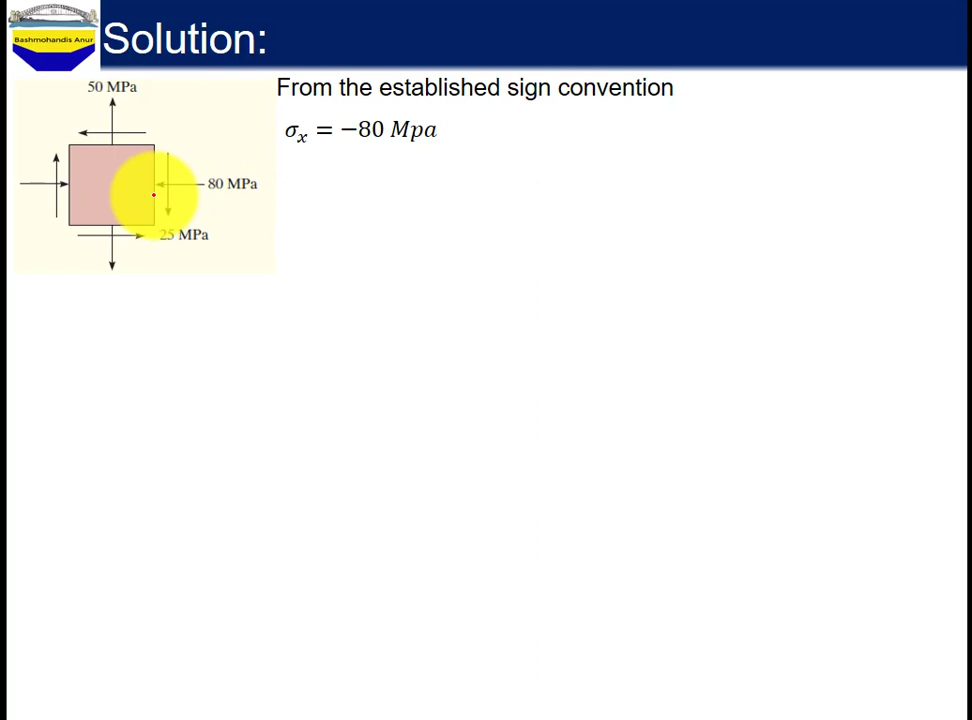 Bashmohandis Anur
Solution:
50 MPa
From the established sign convention
σₓ = −80 Mpa
80 MPa
25 MPa